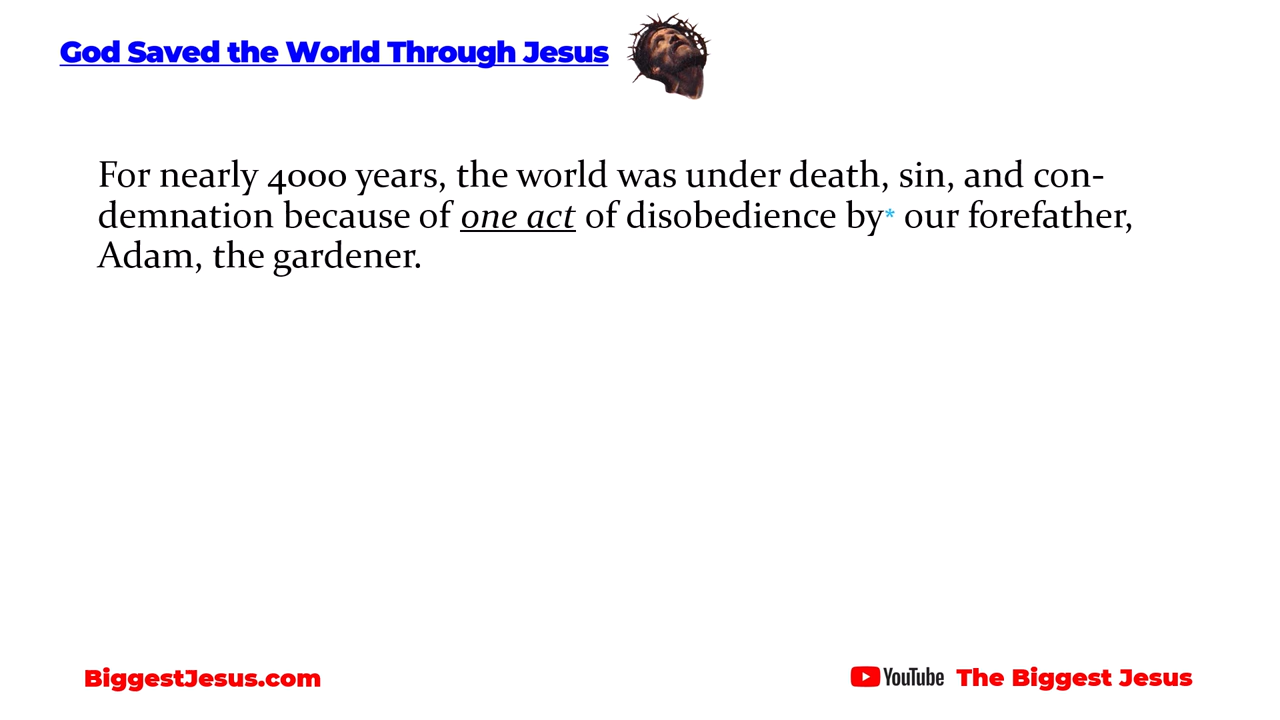 God Saved the World Through Jesus
For nearly 4000 years, the world was under death, sin, and con-
demnation because of one act of disobedience by* our forefather,
Adam, the gardener.
BiggestJesus.com
YouTube The Biggest Jesus